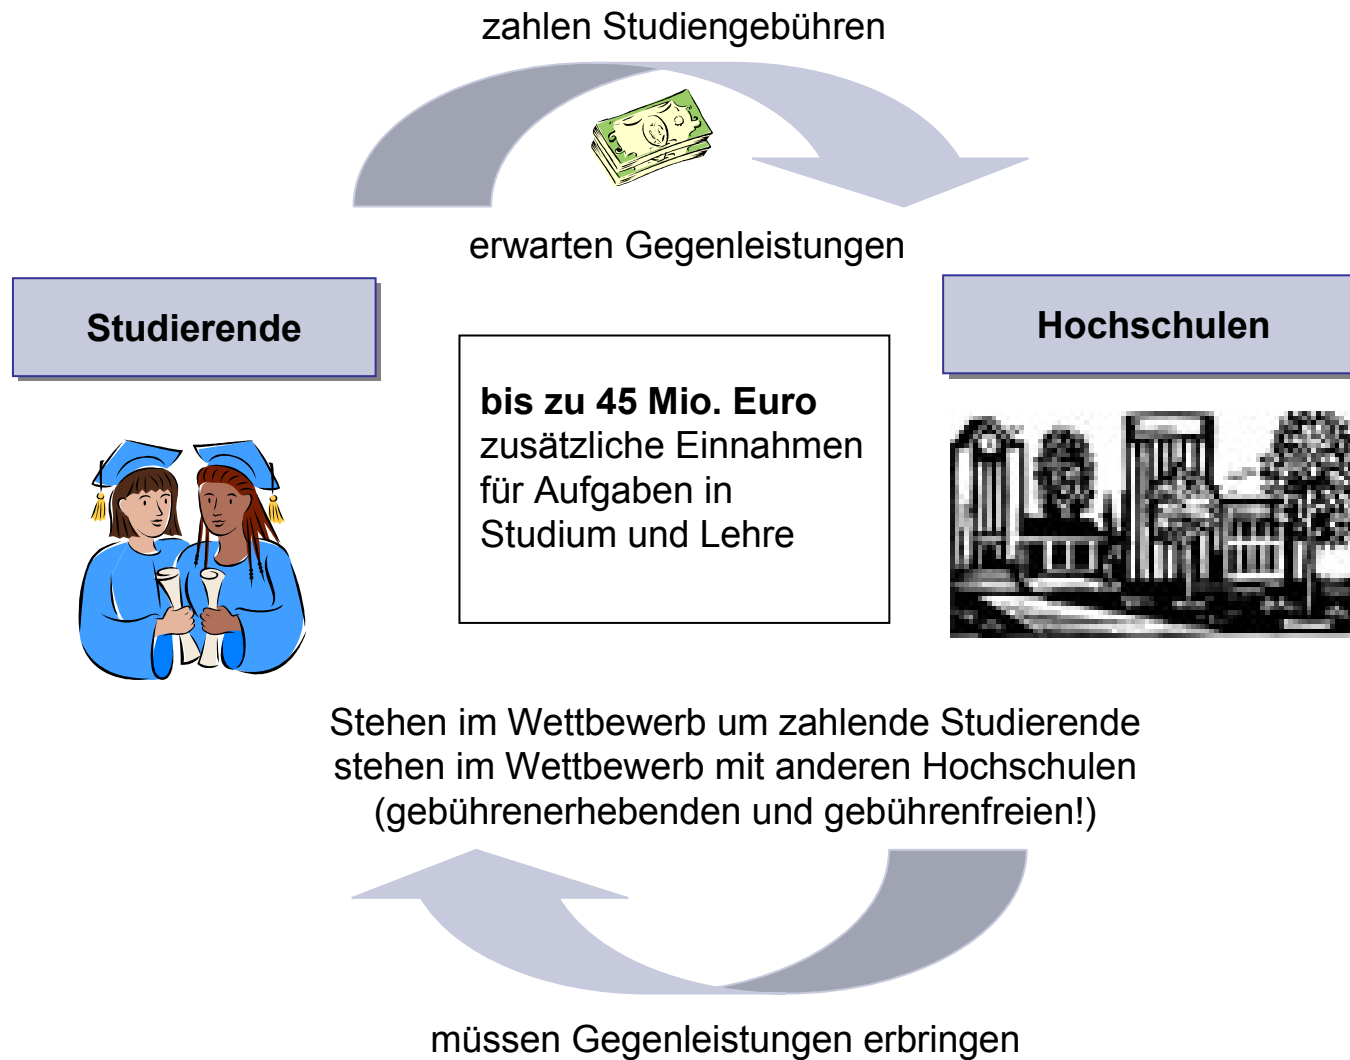 zahlen Studiengebühren
erwarten Gegenleistungen
Studierende
Hochschulen
bis zu 45 Mio. Euro
zusätzliche Einnahmen
für Aufgaben in
Studium und Lehre
Stehen im Wettbewerb um zahlende Studierende
stehen im Wettbewerb mit anderen Hochschulen
(gebührenerhebenden und gebührenfreien!)
müssen Gegenleistungen erbringen